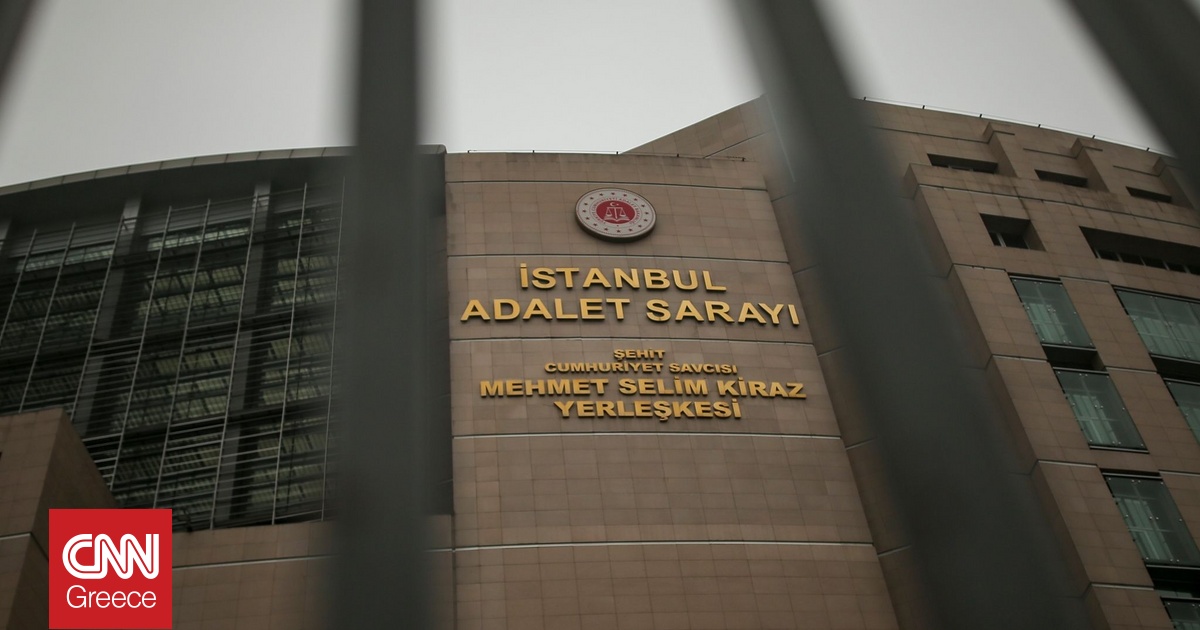 İSTANBUL
ADALET SARAYI
ŞEHİT
CUMHURİYET SAVCISI
MEHMET SELİM KİRAZ
YERLEŞKESİ
CNN
Greece